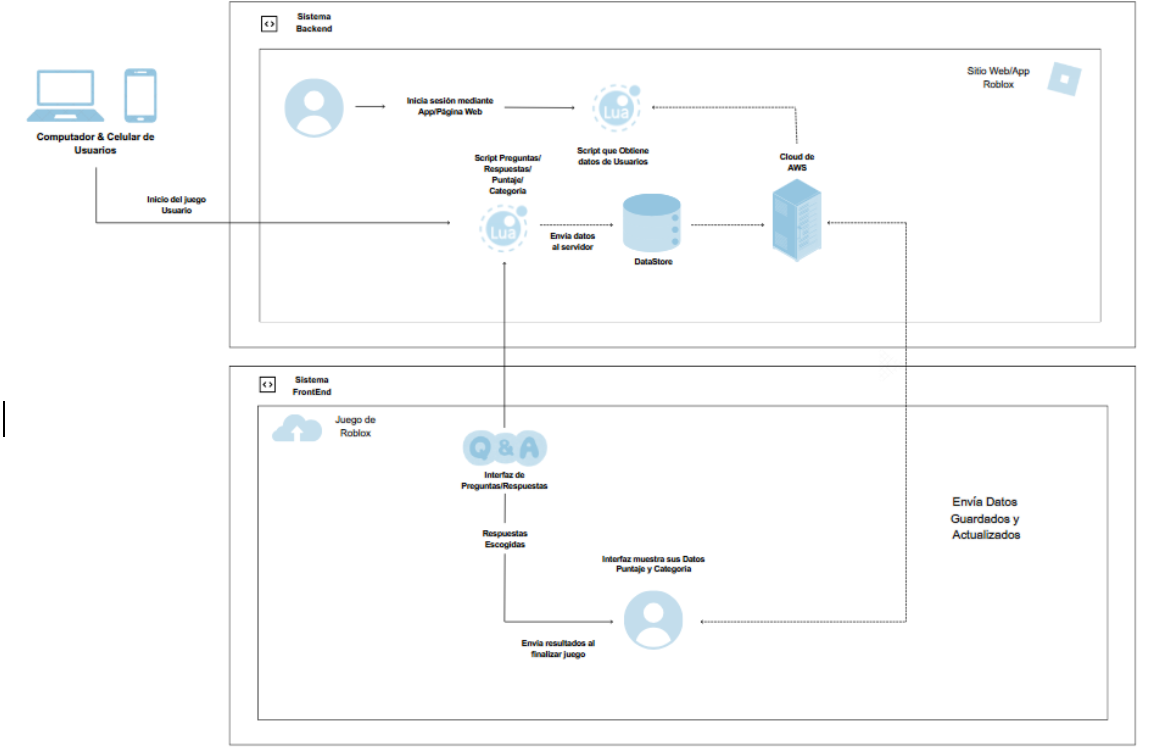 Sistema
Backend
Sitio Web/App
Roblox
Computador & Celular de
Usuarios
Inicia sesión mediante
App/Página Web
Lua
Script que Obtiene
datos de Usuarios
Cloud de
AWS
Script Preguntas/
Respuestas/
Puntaje/
Categoria
Inicio del juego
Usuario
Lua
Envia datos
al servidor
DataStore
Sistema
FrontEnd
Juego de
Roblox
Q & A
Interfaz de
Preguntas/Respuestas
Respuestas
Escogidas
Envía Datos
Guardados y
Actualizados
Interfaz muestra sus Datos
Puntaje y Categoria
Envia resultados al
finalizar juego